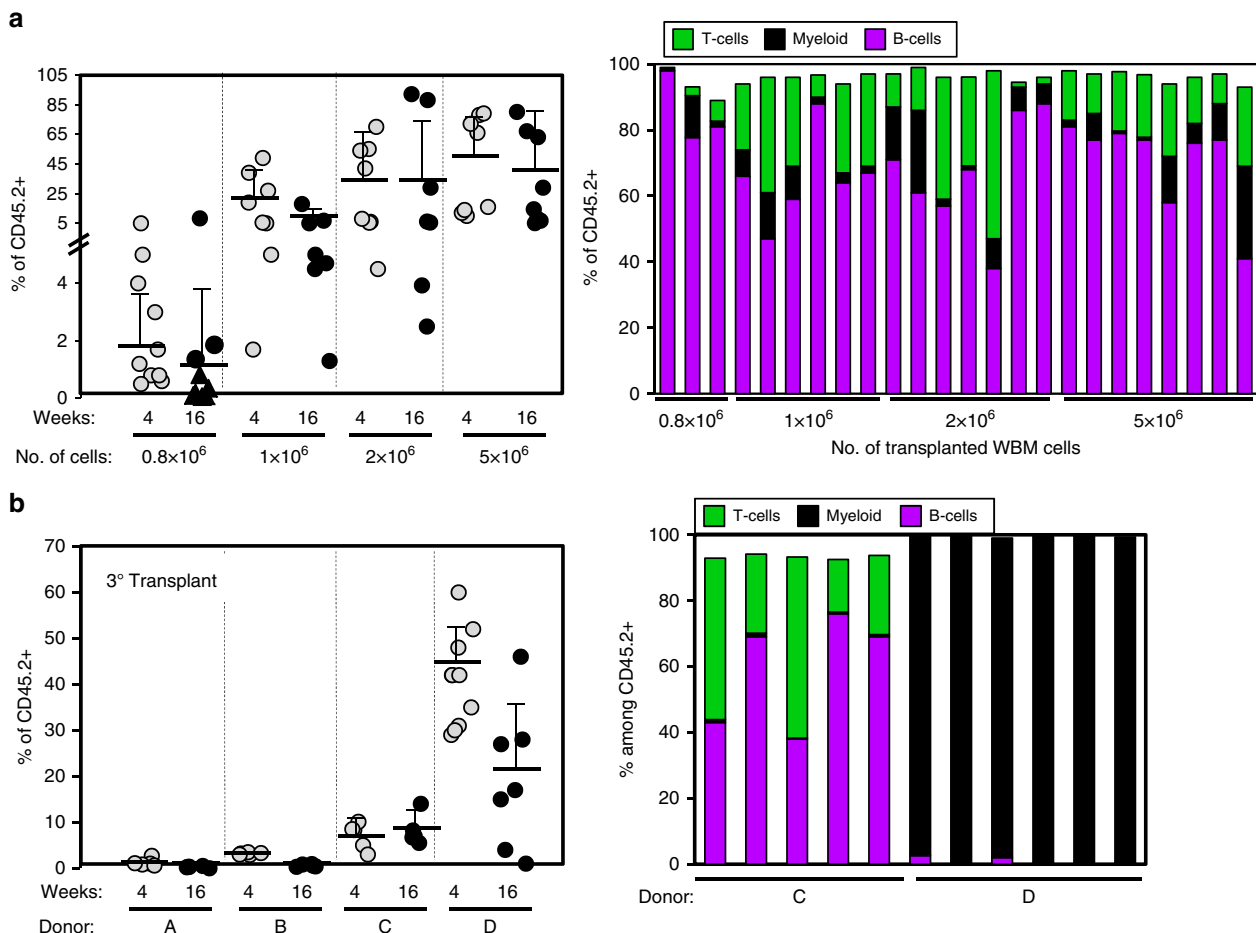 a
T-cells Myeloid B-cells
% of CD45.2+
105
85
65
45
25
5
4
2
0
Weeks: 4 16 4 16 4 16 4 16
No. of cells: 0.8×10⁶ 1×10⁶ 2×10⁶ 5×10⁶
% of CD45.2+
100
80
60
40
20
0
0.8×10⁶ 1×10⁶ 2×10⁶ 5×10⁶
No. of transplanted WBM cells
b
3° Transplant
% of CD45.2+
70
60
50
40
30
20
10
0
Weeks: 4 16 4 16 4 16 4 16
Donor: A B C D
T-cells Myeloid B-cells
% among CD45.2+
100
80
60
40
20
0
Donor: C D